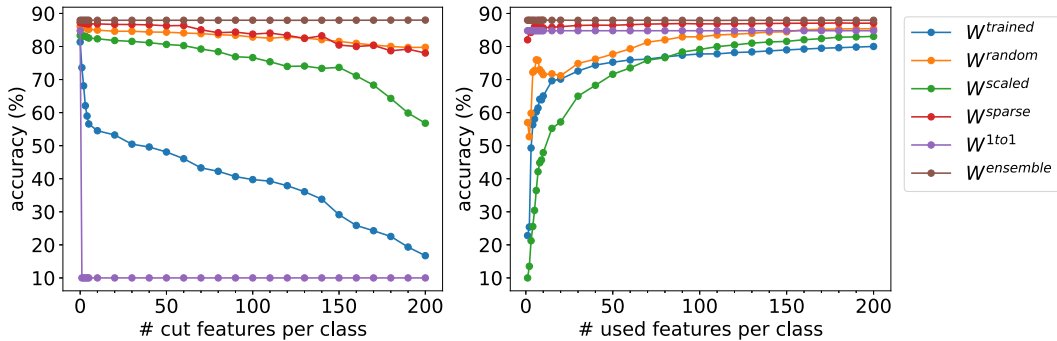 90
80
70
60
50
40
30
20
10
accuracy (%)
0 50 100 150 200
# cut features per class
90
80
70
60
50
40
30
20
10
accuracy (%)
0 50 100 150 200
# used features per class
W^trained
W^random
W^scaled
W^sparse
W^1to1
W^ensemble